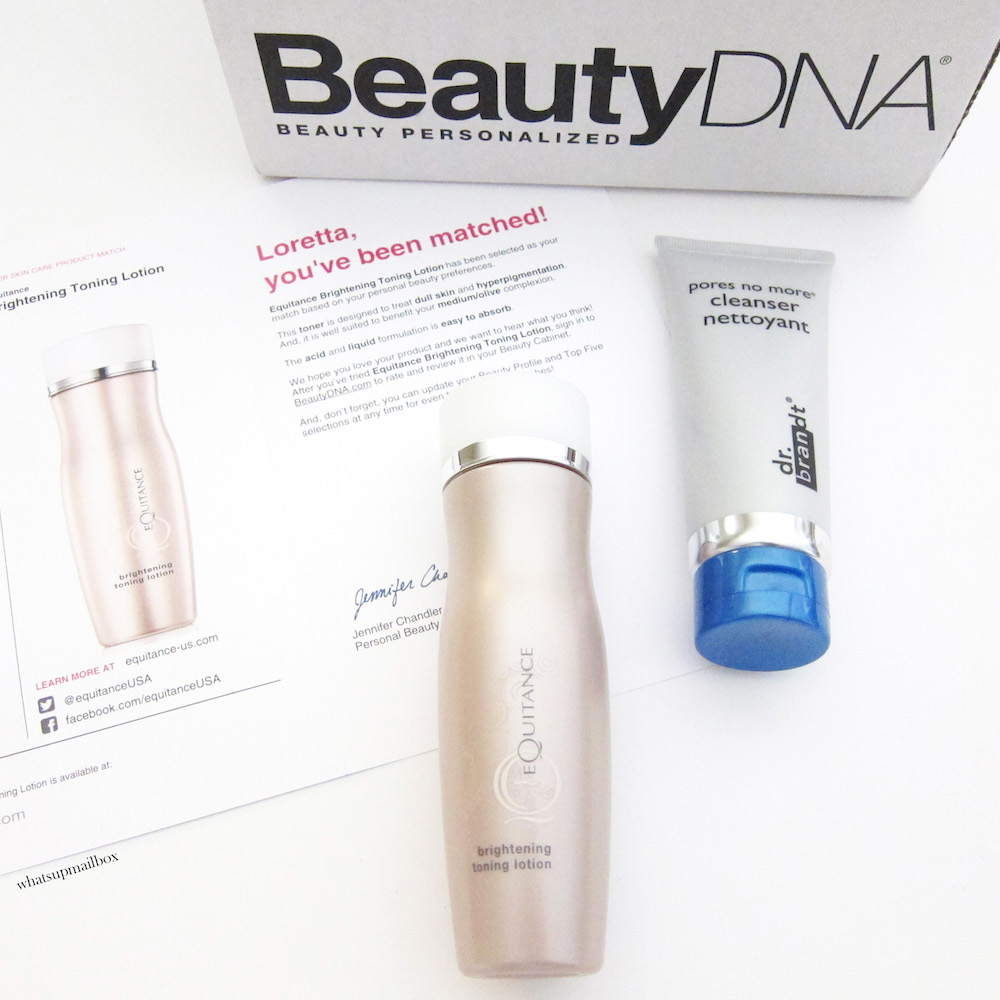 BeautyDNA®
BEAUTY PERSONALIZED
R SKIN CARE PRODUCT MATCH
uitance
rightening Toning Lotion
EQUITANCE
brightening
toning lotion
LEARN MORE AT equitance-us.com
@equitanceUSA
facebook.com/equitanceUSA
ning Lotion is available at:
om
Loretta,
you've been matched!
Equitance Brightening Toning Lotion has been selected as your
match based on your personal beauty preferences.
This toner is designed to treat dull skin and hyperpigmentation.
And, it is well suited to benefit your medium/olive complexion.
The acid and liquid formulation is easy to absorb.
We hope you love your product and we want to hear what you think!
After you've tried Equitance Brightening Toning Lotion, sign in to
BeautyDNA.com to rate and review it in your Beauty Cabinet.
And, don't forget, you can update your Beauty Profile and Top Five
selections at any time for even hes!
Jennifer Cha
Jennifer Chandler
Personal Beauty
pores no more®
cleanser
nettoyant
dr.
brandt®
EQUITANCE
brightening
toning lotion
whatsupmailbox